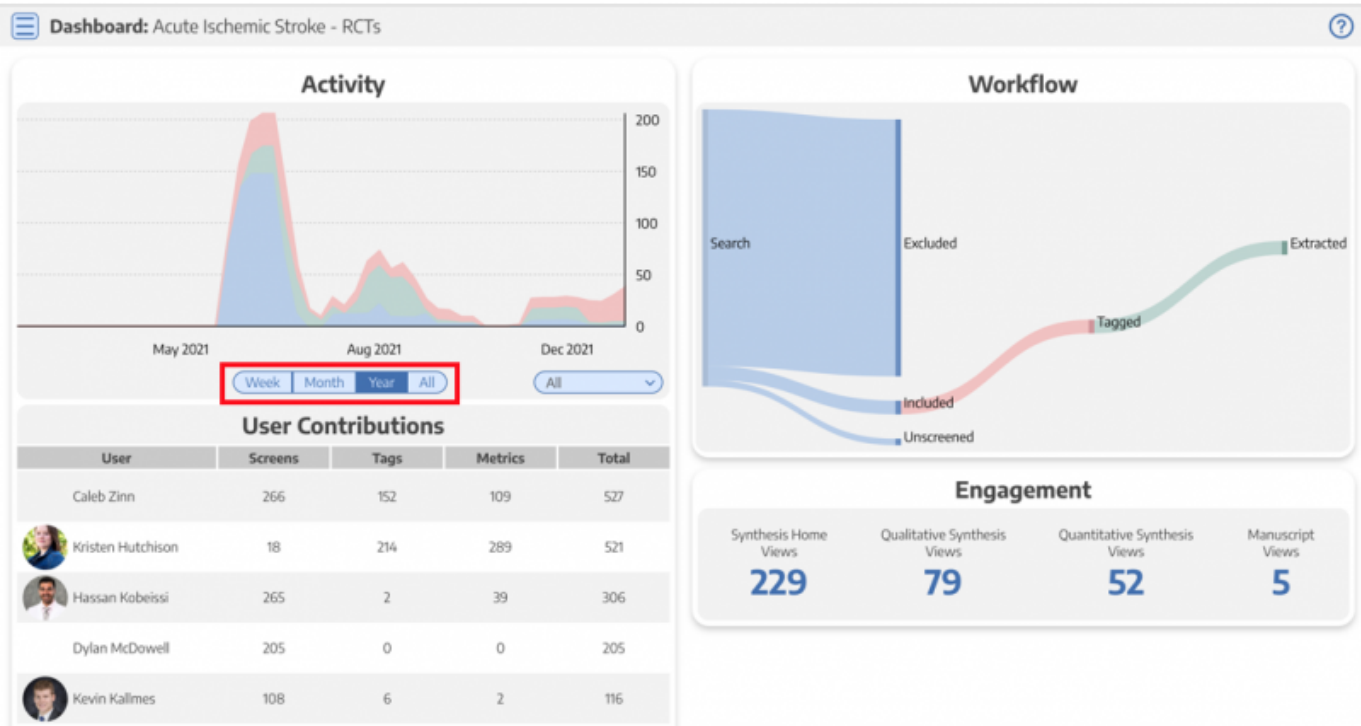 Dashboard: Acute Ischemic Stroke - RCTs
Activity
200
150
100
50
0
May 2021 Aug 2021 Dec 2021
Week Month Year All All
User Contributions
User Screens Tags Metrics Total
Caleb Zinn 266 152 109 527
Kristen Hutchison 18 214 289 521
Hassan Kobeissi 265 2 39 306
Dylan McDowell 205 0 0 205
Kevin Kallmes 108 6 2 116
Workflow
Search Excluded Extracted
Tagged
Included
Unscreened
Engagement
Synthesis Home Qualitative Synthesis Quantitative Synthesis Manuscript
Views Views Views Views
229 79 52 5